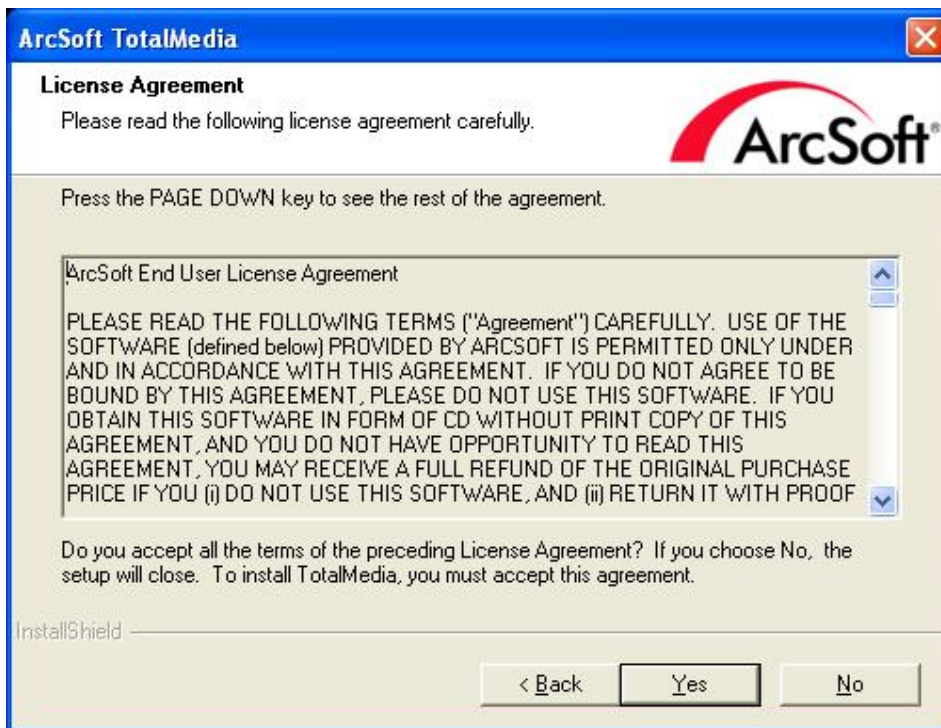 ArcSoft TotalMedia
License Agreement
Please read the following license agreement carefully.
ArcSoft®
Press the PAGE DOWN key to see the rest of the agreement.
ArcSoft End User License Agreement
PLEASE READ THE FOLLOWING TERMS ("Agreement") CAREFULLY.  USE OF THE
SOFTWARE (defined below) PROVIDED BY ARCSOFT IS PERMITTED ONLY UNDER
AND IN ACCORDANCE WITH THIS AGREEMENT.  IF YOU DO NOT AGREE TO BE
BOUND BY THIS AGREEMENT, PLEASE DO NOT USE THIS SOFTWARE.  IF YOU
OBTAIN THIS SOFTWARE IN FORM OF CD WITHOUT PRINT COPY OF THIS
AGREEMENT, AND YOU DO NOT HAVE OPPORTUNITY TO READ THIS
AGREEMENT, YOU MAY RECEIVE A FULL REFUND OF THE ORIGINAL PURCHASE
PRICE IF YOU (i) DO NOT USE THIS SOFTWARE, AND (ii) RETURN IT WITH PROOF
Do you accept all the terms of the preceding License Agreement?  If you choose No,  the
setup will close.  To install TotalMedia, you must accept this agreement.
InstallShield
< Back
Yes
No